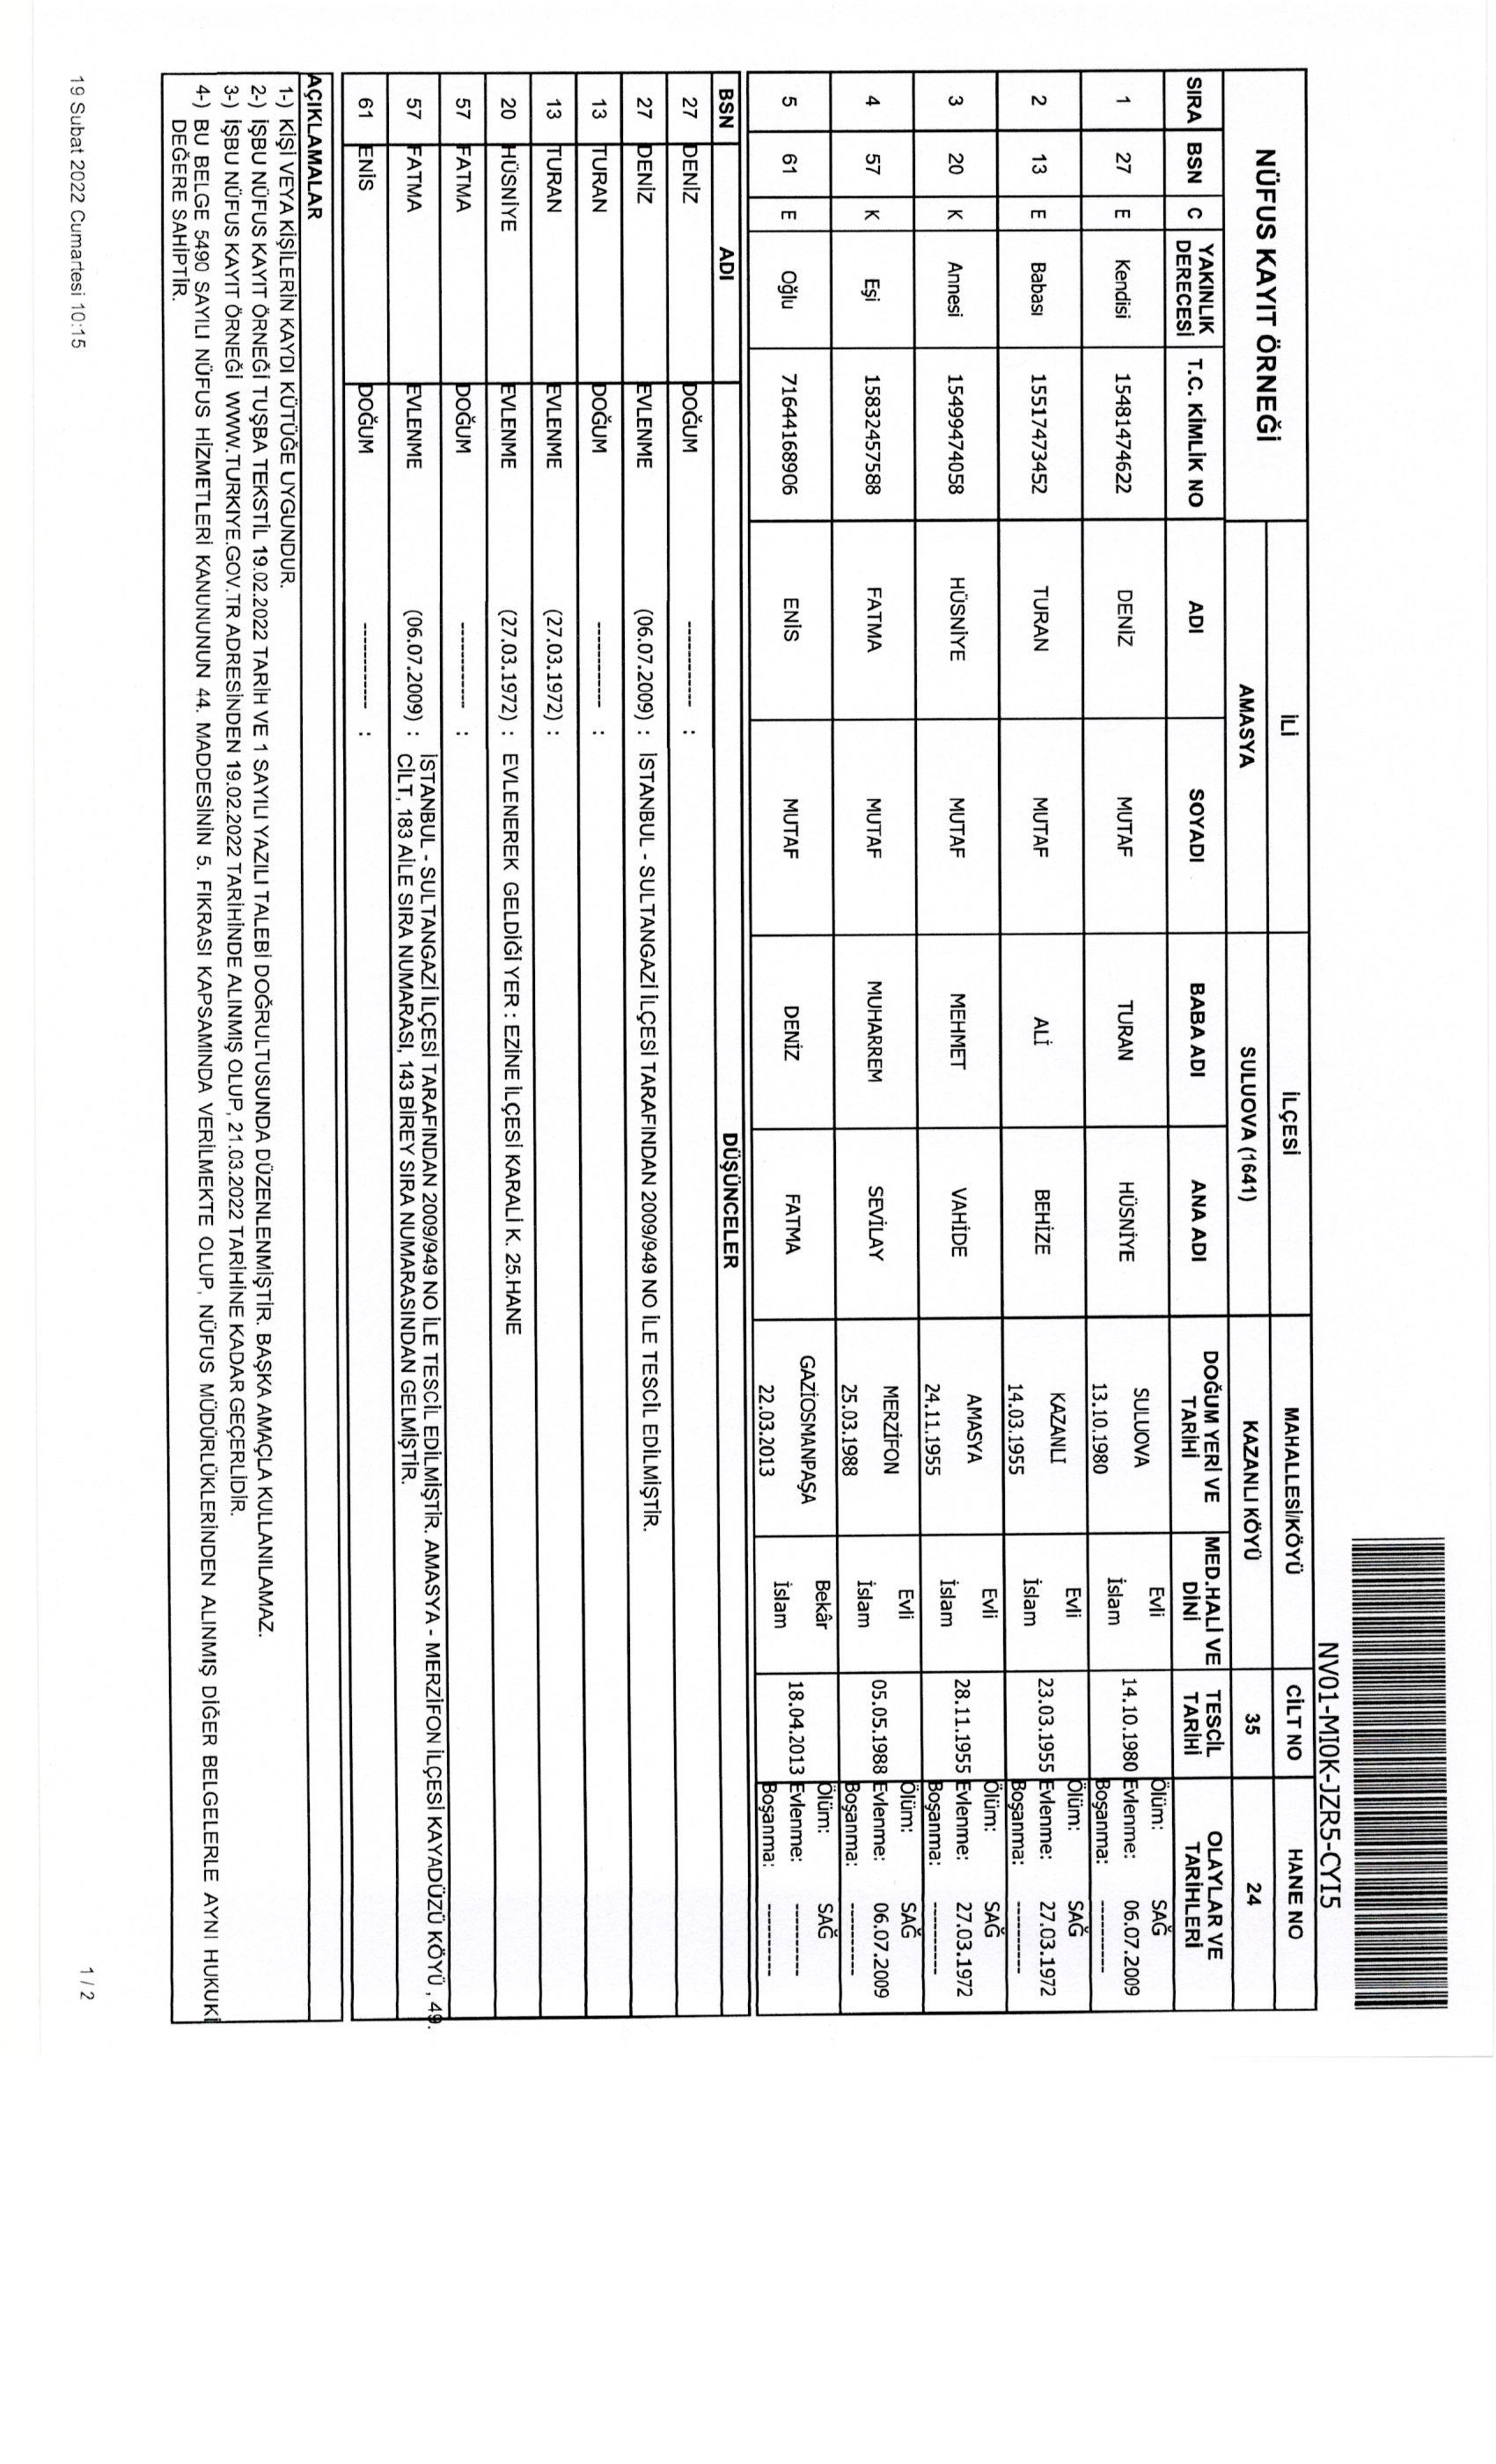 NV01-MI0K-JZR5-CYI5
NÜFUS KAYIT ÖRNEĞİ
İLİ İLÇESİ MAHALLESİ/KÖYÜ CİLT NO HANE NO
AMASYA SULUOVA (1641) KAZANLI KÖYÜ 35 24
SIRA BSN C YAKINLIK DERECESİ T.C. KİMLİK NO ADI SOYADI BABA ADI ANA ADI DOĞUM YERİ VE TARİHİ MED.HALİ VE DİNİ TESCİL TARİHİ OLAYLAR VE TARİHLERİ
1 27 E Kendisi 15481474622 DENİZ MUTAF TURAN HÜSNİYE SULUOVA 13.10.1980 Evli İslam 14.10.1980 Ölüm: SAĞ Evlenme: 06.07.2009 Boşanma: ----------
2 13 E Babası 15517473452 TURAN MUTAF ALİ BEHİZE KAZANLI 14.03.1955 Evli İslam 23.03.1955 Ölüm: SAĞ Evlenme: 27.03.1972 Boşanma: ----------
3 20 K Annesi 15499474058 HÜSNİYE MUTAF MEHMET VAHİDE AMASYA 24.11.1955 Evli İslam 28.11.1955 Ölüm: SAĞ Evlenme: 27.03.1972 Boşanma: ----------
4 57 K Eşi 15832457588 FATMA MUTAF MUHARREM SEVİLAY MERZİFON 25.03.1988 Evli İslam 05.05.1988 Ölüm: SAĞ Evlenme: 06.07.2009 Boşanma: ----------
5 61 E Oğlu 71644168906 ENİS MUTAF DENİZ FATMA GAZİOSMANPAŞA 22.03.2013 Bekâr İslam 18.04.2013 Ölüm: SAĞ Evlenme: ---------- Boşanma: ----------
BSN ADI DÜŞÜNCELER
27 DENİZ DOĞUM ----------- :
27 DENİZ EVLENME (06.07.2009) : İSTANBUL - SULTANGAZİ İLÇESİ TARAFINDAN 2009/949 NO İLE TESCİL EDİLMİŞTİR.
13 TURAN DOĞUM ----------- :
13 TURAN EVLENME (27.03.1972) :
20 HÜSNİYE EVLENME (27.03.1972) : EVLENEREK GELDİĞİ YER : EZİNE İLÇESİ KARALİ K. 25.HANE
57 FATMA DOĞUM ----------- :
57 FATMA EVLENME (06.07.2009) : İSTANBUL - SULTANGAZİ İLÇESİ TARAFINDAN 2009/949 NO İLE TESCİL EDİLMİŞTİR. AMASYA - MERZİFON İLÇESİ KAYADÜZÜ KÖYÜ , 49.
CİLT, 183 AİLE SIRA NUMARASI, 143 BİREY SIRA NUMARASINDAN GELMİŞTİR.
61 ENİS DOĞUM ----------- :
AÇIKLAMALAR
1-) KİŞİ VEYA KİŞİLERİN KAYDI KÜTÜĞE UYGUNDUR.
2-) İŞBU NÜFUS KAYIT ÖRNEĞİ TUŞBA TEKSTİL 19.02.2022 TARİH VE 1 SAYILI YAZILI TALEBİ DOĞRULTUSUNDA DÜZENLENMİŞTİR. BAŞKA AMAÇLA KULLANILAMAZ.
3-) İŞBU NÜFUS KAYIT ÖRNEĞİ WWW.TURKIYE.GOV.TR ADRESİNDEN 19.02.2022 TARİHİNDE ALINMIŞ OLUP, 21.03.2022 TARİHİNE KADAR GEÇERLİDİR.
4-) BU BELGE 5490 SAYILI NÜFUS HİZMETLERİ KANUNUNUN 44. MADDESİNİN 5. FIKRASI KAPSAMINDA VERİLMEKTE OLUP, NÜFUS MÜDÜRLÜKLERİNDEN ALINMIŞ DİĞER BELGELERLE AYNI HUKUKİ
DEĞERE SAHİPTİR.
19 Subat 2022 Cumartesi 10:15 1 / 2